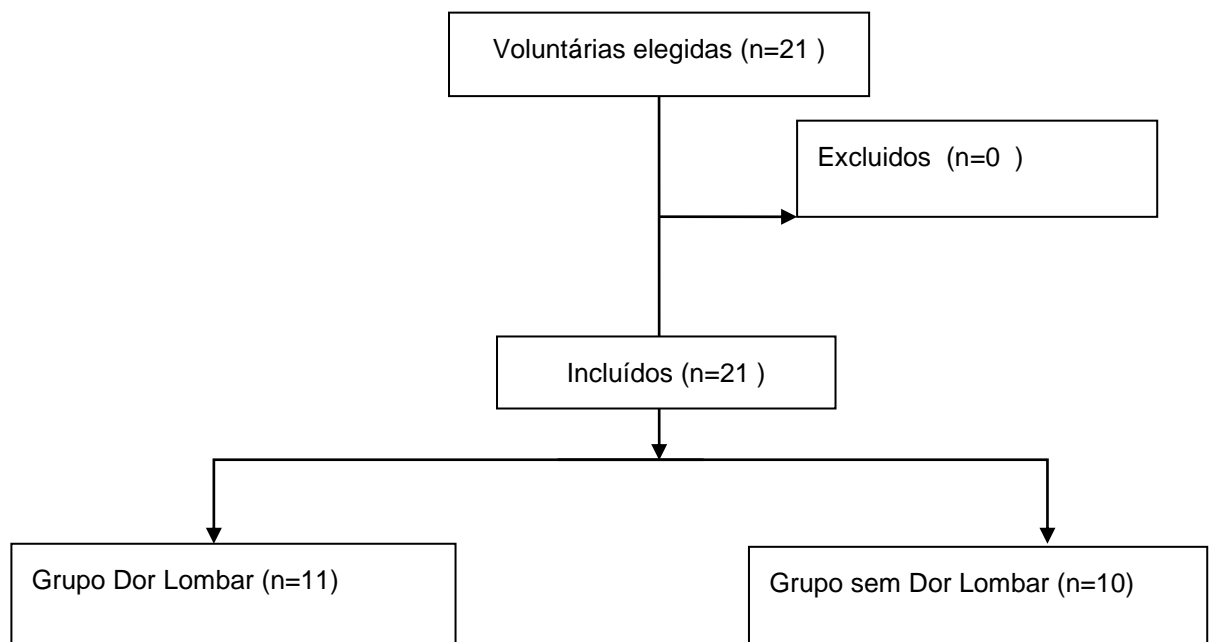 Voluntárias elegidas (n=21 )
Excluidos (n=0 )
Incluídos (n=21 )
Grupo Dor Lombar (n=11)
Grupo sem Dor Lombar (n=10)